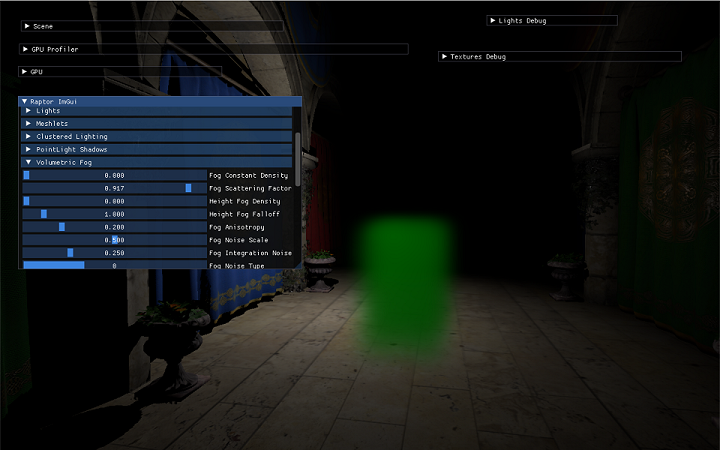 Scene
Lights Debug
GPU Profiler
Textures Debug
GPU
Raptor ImGui
Lights
Meshlets
Clustered Lighting
PointLight Shadows
Volumetric Fog
0.000 Fog Constant Density
0.917 Fog Scattering Factor
0.000 Height Fog Density
1.000 Height Fog Falloff
0.200 Fog Anisotropy
0.500 Fog Noise Scale
0.250 Fog Integration Noise
0 Fog Noise Type